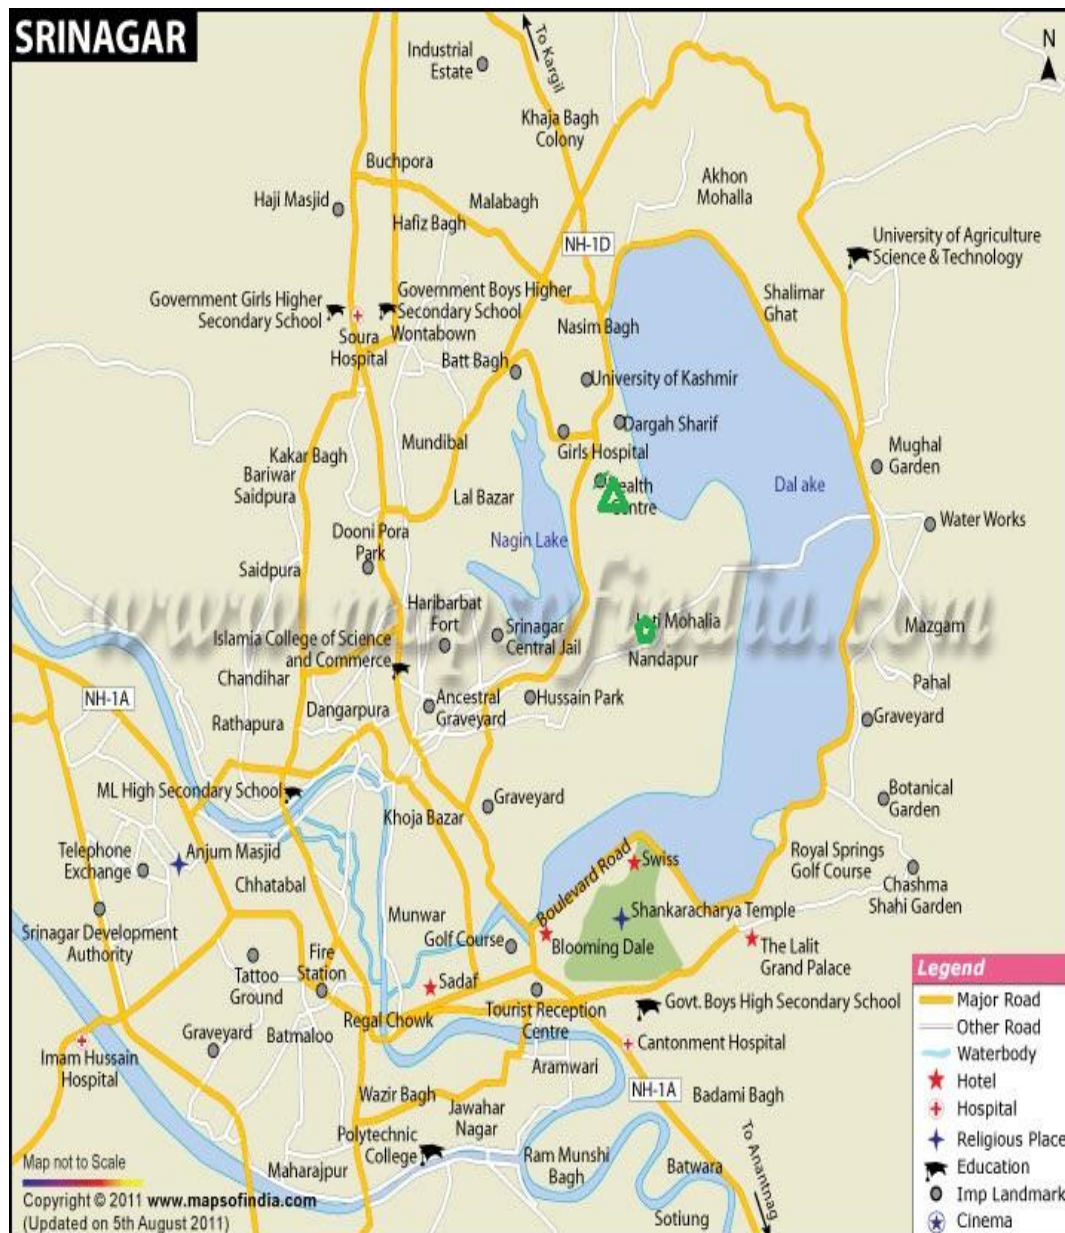 SRINAGAR
N
To Kargil
Industrial
Estate
Khaja Bagh
Colony
Buchpora
Akhon
Mohalla
Haji Masjid
Malabagh
Hafiz Bagh
NH-1D
University of Agriculture
Science & Technology
Government Girls Higher
Secondary School
Government Boys Higher
Secondary School
Wontabown
Shalimar
Ghat
Soura
Hospital
Nasim Bagh
Batt Bagh
University of Kashmir
Dargah Sharif
Mundibal
Girls Hospital
Kakar Bagh
Bariwar
Saidpura
Mughal
Garden
Lal Bazar
Dal ake
Water Works
Dooni Pora
Park
Nagin Lake
Saidpura
www.mapsofindia.com
Haribarbat
Fort
Srinagar
Central Jail
Mohalia
Nandapur
Mazgam
Islamia College of Science
and Commerce
Chandihar
Pahal
NH-1A
Rathapura
Dangarpura
Ancestral
Graveyard
Hussain Park
Graveyard
ML High Secondary School
Khoja Bazar
Graveyard
Botanical
Garden
Telephone
Exchange
Anjum Masjid
Chhatabal
Boulevard Road
Swiss
Royal Springs
Golf Course
Chashma
Shahi Garden
Srinagar Development
Authority
Munwar
Golf Course
Shankaracharya Temple
Blooming Dale
The Lalit
Grand Palace
Tattoo
Ground
Fire
Station
Sadaf
Regal Chowk
Tourist Reception
Centre
Govt. Boys High Secondary School
Graveyard
Batmaloo
Cantonment Hospital
Imam Hussain
Hospital
Aramwari
Wazir Bagh
Jawahar
Nagar
NH-1A
Badami Bagh
Polytechnic
College
Maharajpur
Ram Munshi
Bagh
Batwara
To Anantnag
Sotiung
Map not to Scale
Copyright © 2011 www.mapsofindia.com
(Updated on 5th August 2011)
Legend
Major Road
Other Road
Waterbody
Hotel
Hospital
Religious Place
Education
Imp Landmark
Cinema